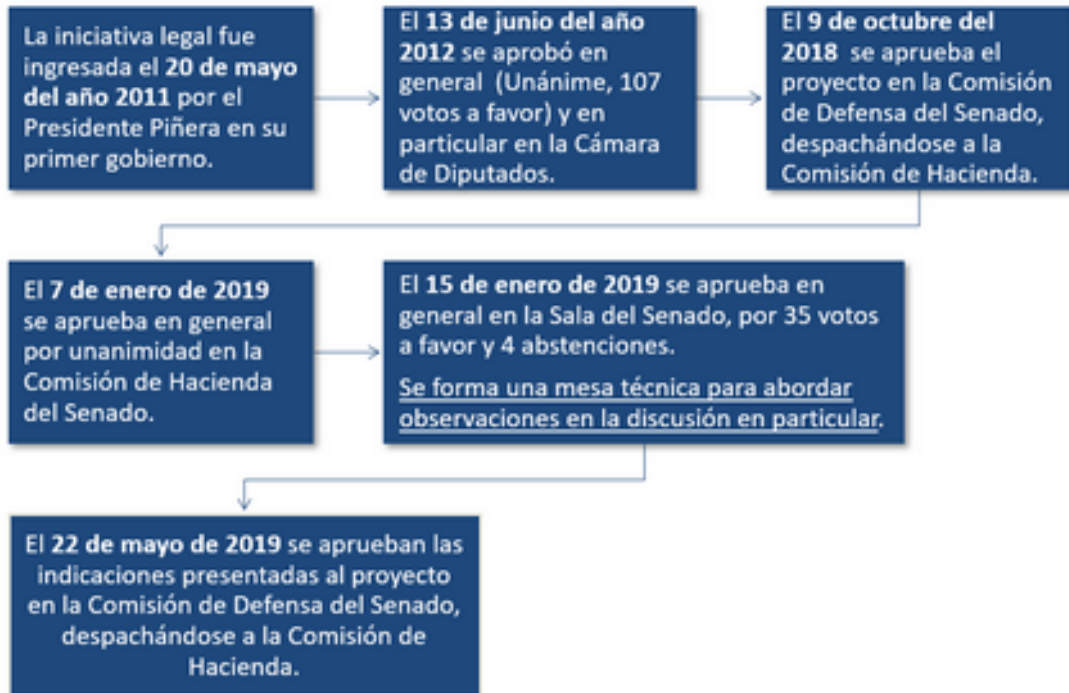 La iniciativa legal fue
ingresada el 20 de mayo
del año 2011 por el
Presidente Piñera en su
primer gobierno.
El 13 de junio del año
2012 se aprobó en
general (Unánime, 107
votos a favor) y en
particular en la Cámara
de Diputados.
El 9 de octubre del
2018 se aprueba el
proyecto en la Comisión
de Defensa del Senado,
despachándose a la
Comisión de Hacienda.
El 7 de enero de 2019
se aprueba en general
por unanimidad en la
Comisión de Hacienda
del Senado.
El 15 de enero de 2019 se aprueba en
general en la Sala del Senado, por 35 votos
a favor y 4 abstenciones.
Se forma una mesa técnica para abordar
observaciones en la discusión en particular.
El 22 de mayo de 2019 se aprueban las
indicaciones presentadas al proyecto
en la Comisión de Defensa del Senado,
despachándose a la Comisión de
Hacienda.